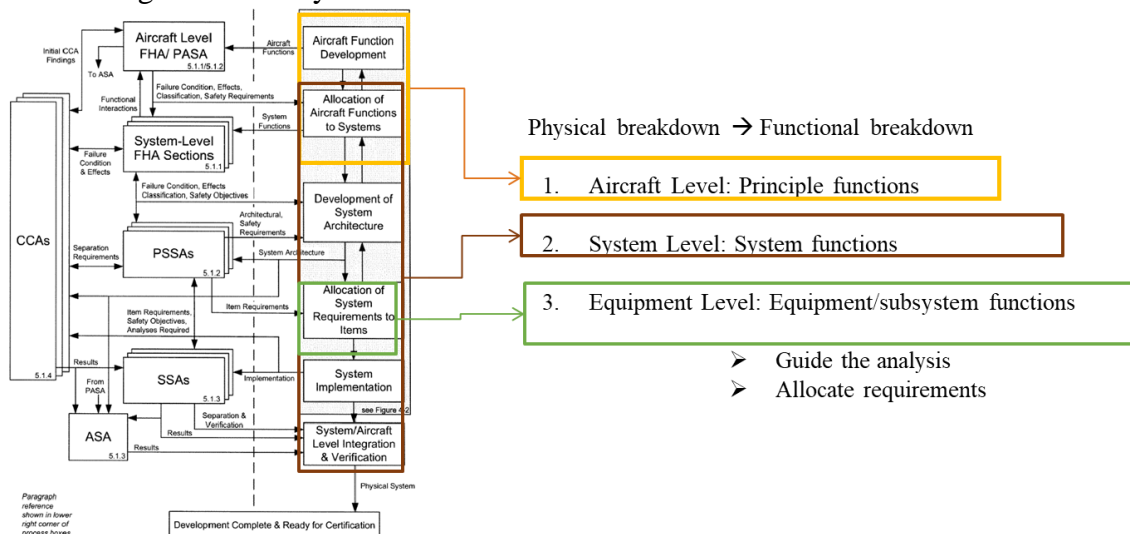 Aircraft Level
FHA/ PASA
5.1.1/5.1.2
Initial CCA
Findings
To ASA
Aircraft
Functions
Aircraft Function
Development
Functional
Interactions
Failure Condition, Effects,
Classification, Safety Requirements
System
Functions
Allocation of
Aircraft Functions
to Systems
System-Level
FHA Sections
5.1.1
Failure
Condition
& Effects
Failure Condition, Effects
Classification, Safety Objectives
Architectural,
Safety
Requirements
Development of
System
Architecture
CCAs
5.1.4
Separation
Requirements
PSSAs
5.1.2
System Architecture
Item Requirements
Allocation of
System
Requirements to
Items
Item Requirements,
Safety Objectives,
Analyses Required
Results
SSAs
5.1.3
Implementation
System
Implementation
see Figure 4-2
From
PASA
ASA
5.1.3
Separation &
Verification
Results
Results
System/Aircraft
Level Integration
& Verification
Physical System
Development Complete & Ready for Certification
Paragraph
reference
shown in lower
right corner of
process boxes
Physical breakdown → Functional breakdown
1. Aircraft Level: Principle functions
2. System Level: System functions
3. Equipment Level: Equipment/subsystem functions
➢ Guide the analysis
➢ Allocate requirements